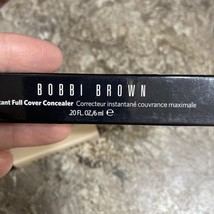 BOBBI BROWN
tant Full Cover Concealer Correcteur instantané couvrance maximale
.20 FL.OZ./6 ml ℮